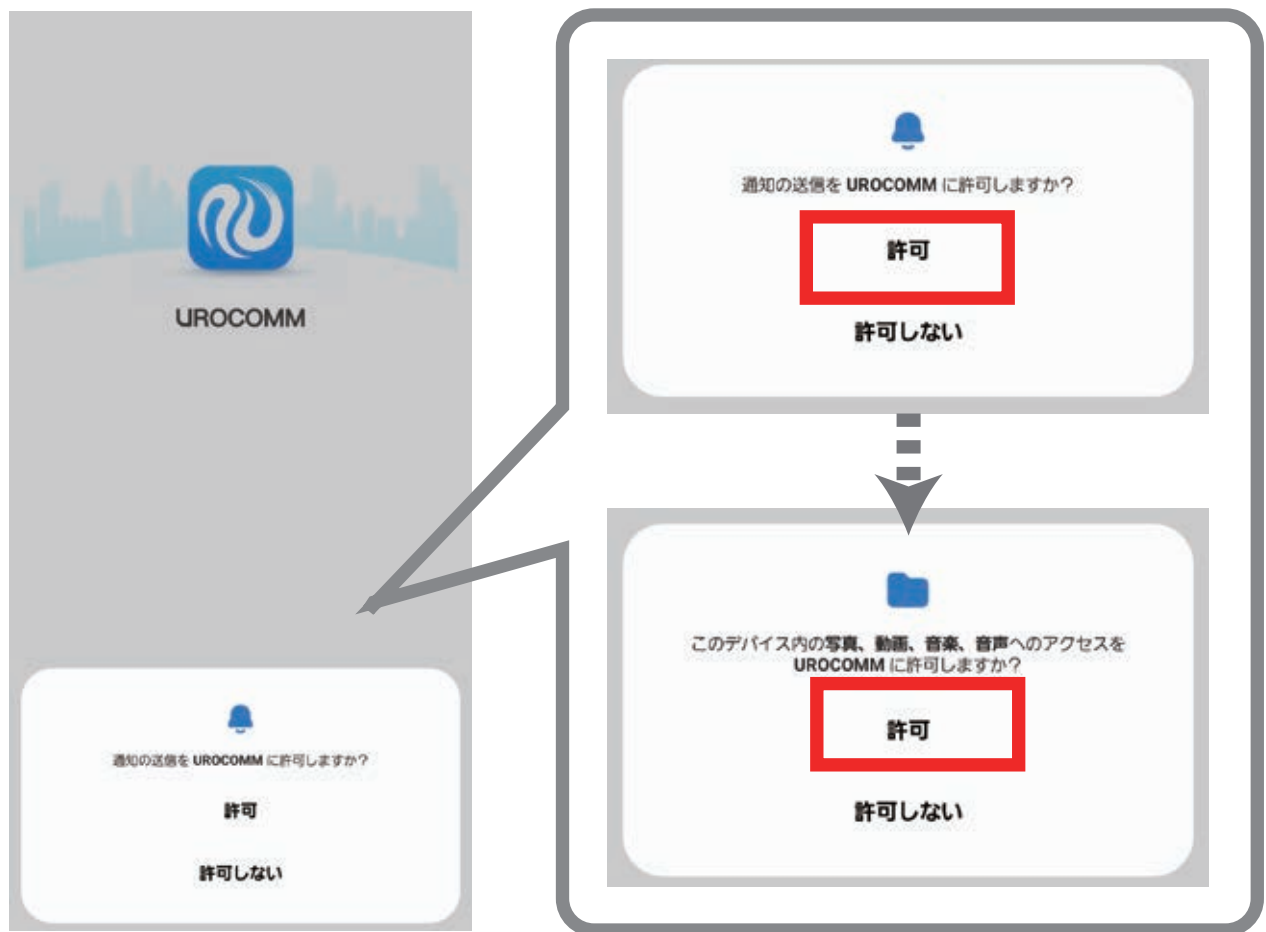 UROCOMM
通知の送信を UROCOMM に許可しますか？
許可
許可しない
通知の送信を UROCOMM に許可しますか？
許可
許可しない
このデバイス内の写真、動画、音楽、音声へのアクセスを
UROCOMM に許可しますか？
許可
許可しない